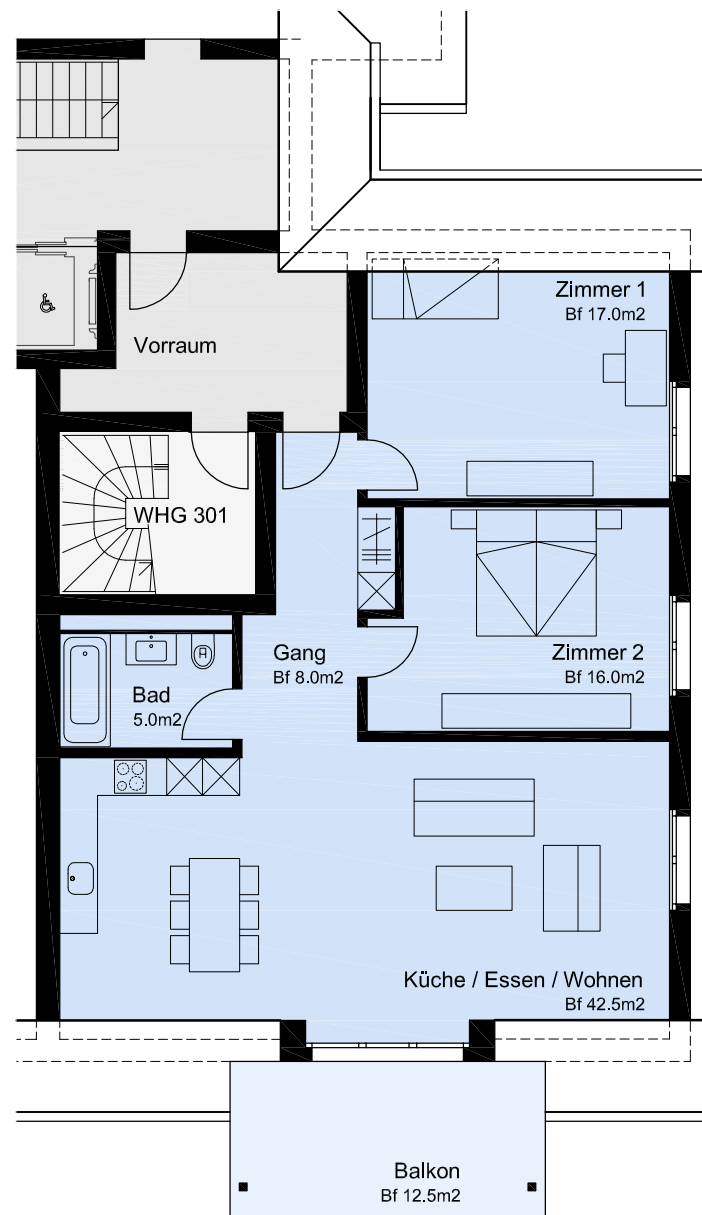 Zimmer 1
Bf 17.0m2
Vorraum
WHG 301
Gang
Bf 8.0m2
Zimmer 2
Bf 16.0m2
Bad
5.0m2
Küche / Essen / Wohnen
Bf 42.5m2
Balkon
Bf 12.5m2